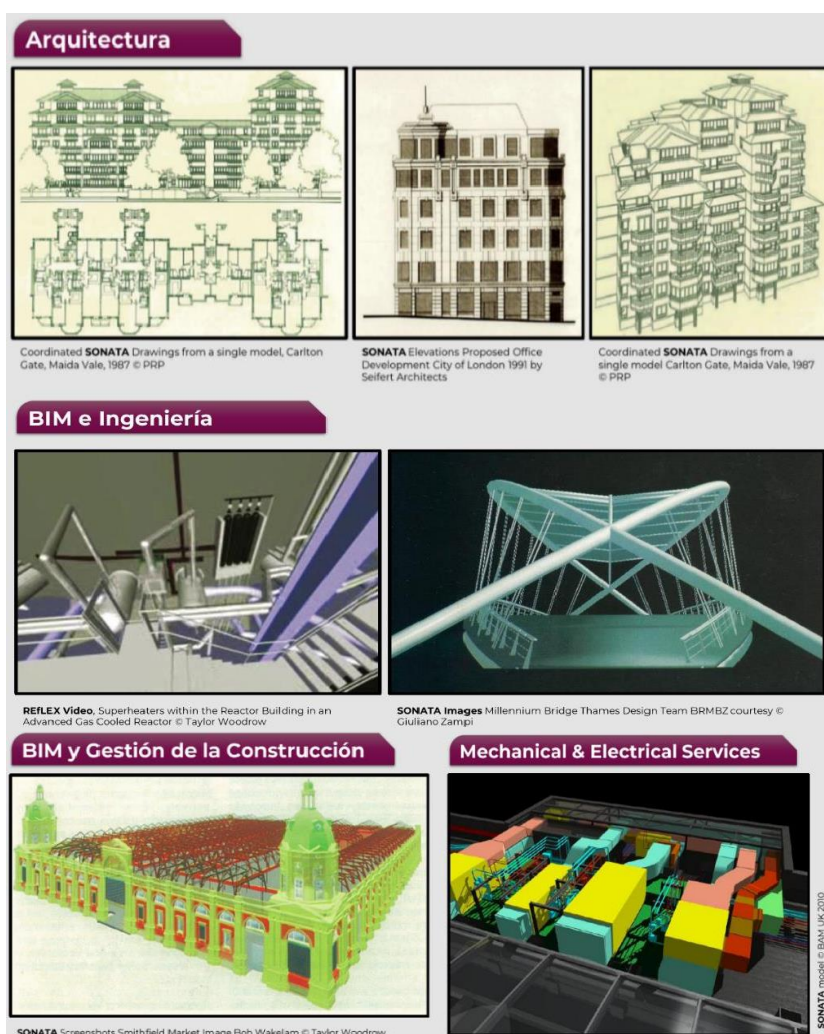 Arquitectura
Coordinated SONATA Drawings from a single model, Carlton
Gate, Maida Vale, 1987 © PRP
SONATA Elevations Proposed Office
Development City of London 1991 by
Seifert Architects
Coordinated SONATA Drawings from a
single model Carlton Gate, Maida Vale, 1987
© PRP
BIM e Ingeniería
REfLEX Video, Superheaters within the Reactor Building in an
Advanced Gas Cooled Reactor © Taylor Woodrow
SONATA Images Millennium Bridge Thames Design Team BRMBZ courtesy ©
Giuliano Zampi
BIM y Gestión de la Construcción
Mechanical & Electrical Services
SONATA model © BAM UK 2010
SONATA Screenshots Smithfield Market Image Bob Wakelam © Taylor Woodrow